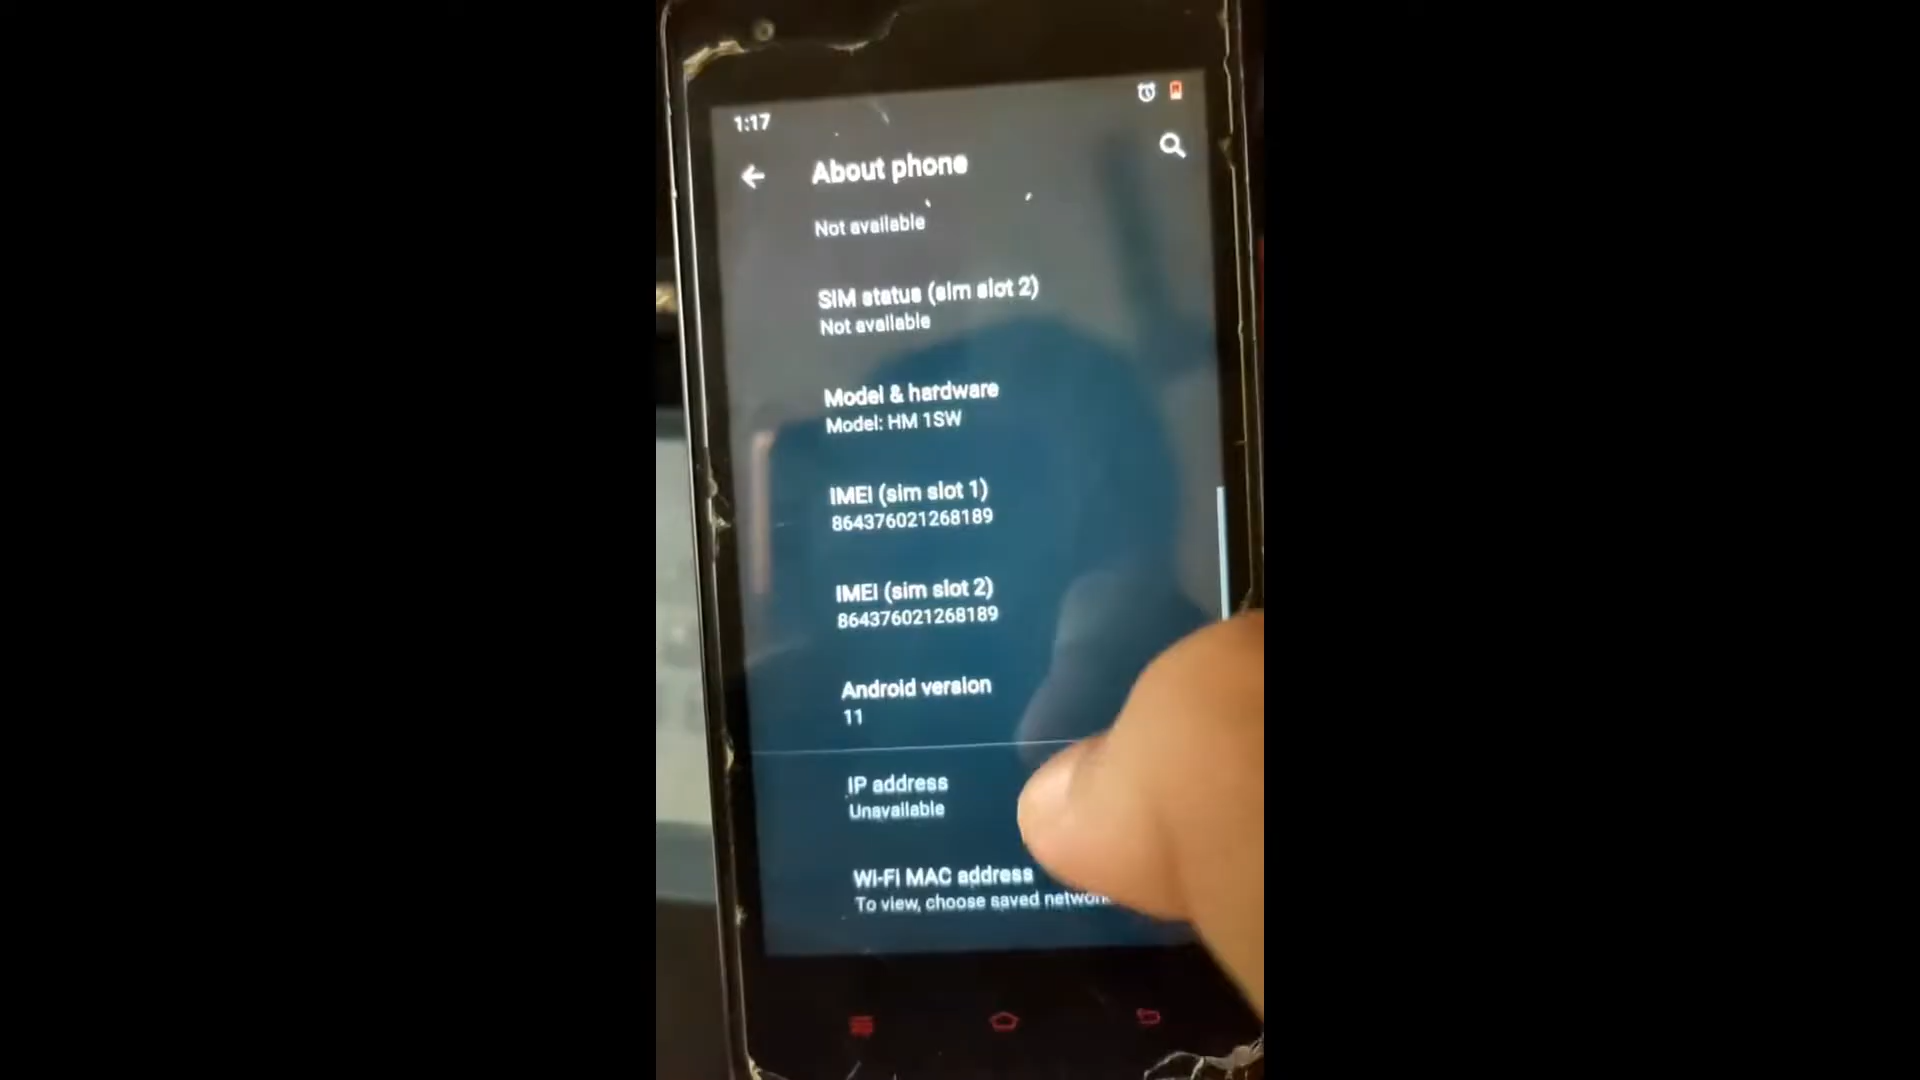 1:17
About phone
Not available
SIM status (sim slot 2)
Not available
Model & hardware
Model: HM 1SW
IMEI (sim slot 1)
864376021268189
IMEI (sim slot 2)
864376021268189
Android version
11
IP address
Unavailable
Wi-Fi MAC address
To view, choose saved network